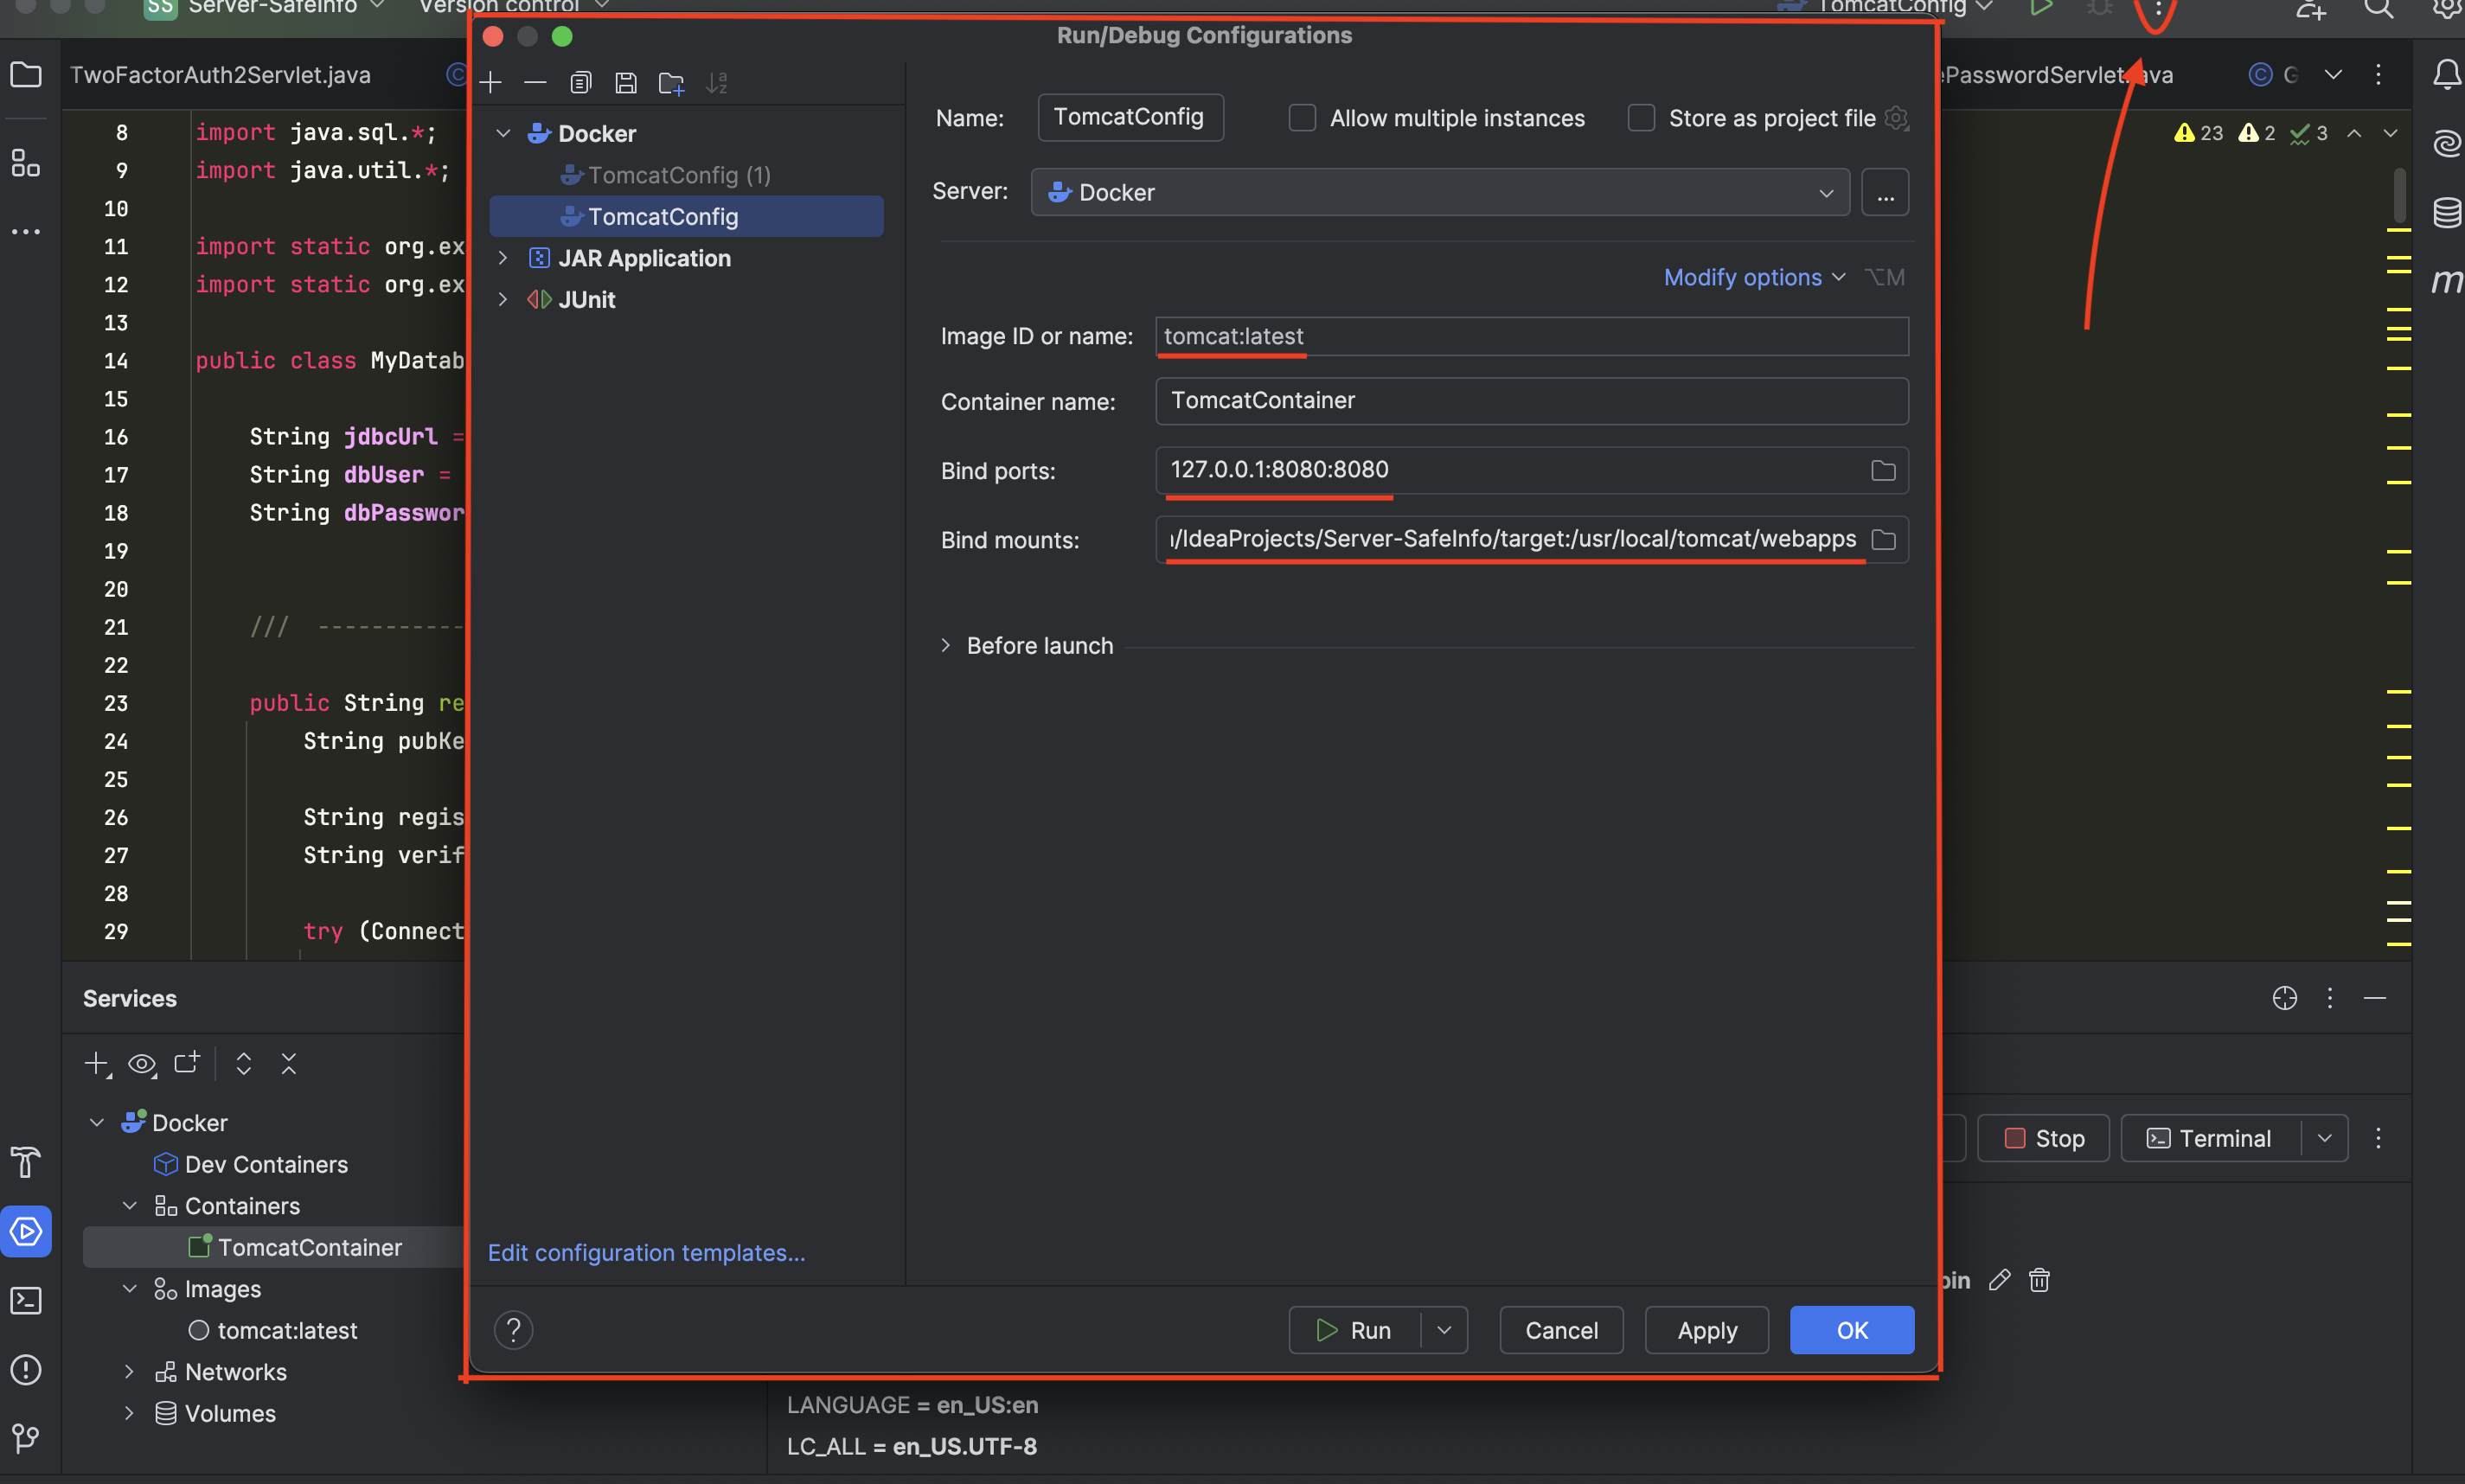 SS Server-SafeInfo Version control
TomcatConfig
Run/Debug Configurations
TwoFactorAuth2Servlet.java
ePasswordServlet.java
23 2 3
8 import java.sql.*;
9 import java.util.*;
10
11 import static org.ex
12 import static org.ex
13
14 public class MyDatab
15
16 String jdbcUrl =
17 String dbUser =
18 String dbPasswor
19
20
21 /// -----------
22
23 public String re
24 String pubKe
25
26 String regis
27 String verif
28
29 try (Connect
Docker
TomcatConfig (1)
TomcatConfig
JAR Application
JUnit
Edit configuration templates...
Name: TomcatConfig Allow multiple instances Store as project file
Server: Docker ...
Modify options ⌥M
Image ID or name: tomcat:latest
Container name: TomcatContainer
Bind ports: 127.0.0.1:8080:8080
Bind mounts: /IdeaProjects/Server-SafeInfo/target:/usr/local/tomcat/webapps
Before launch
? Run Cancel Apply OK
m
Services
Docker
Dev Containers
Containers
TomcatContainer
Images
tomcat:latest
Networks
Volumes
Stop Terminal
bin
LANGUAGE = en_US:en
LC_ALL = en_US.UTF-8